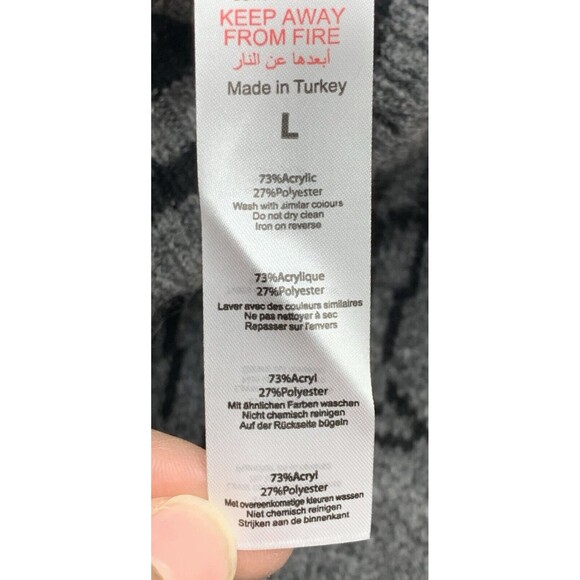 KEEP AWAY
FROM FIRE
أبعدها عن النار
Made in Turkey
L
73%Acrylic
27%Polyester
Wash with similar colours
Do not dry clean
Iron on reverse
73%Acrylique
27%Polyester
Laver avec des couleurs similaires
Ne pas nettoyer à sec
Repasser sur l'envers
73%Acryl
27%Polyester
Mit ähnlichen Farben waschen
Nicht chemisch reinigen
Auf der Rückseite bügeln
73%Acryl
27%Polyester
Met overeenkomstige kleuren wassen
Niet chemisch reinigen
Strijken aan de binnenkant